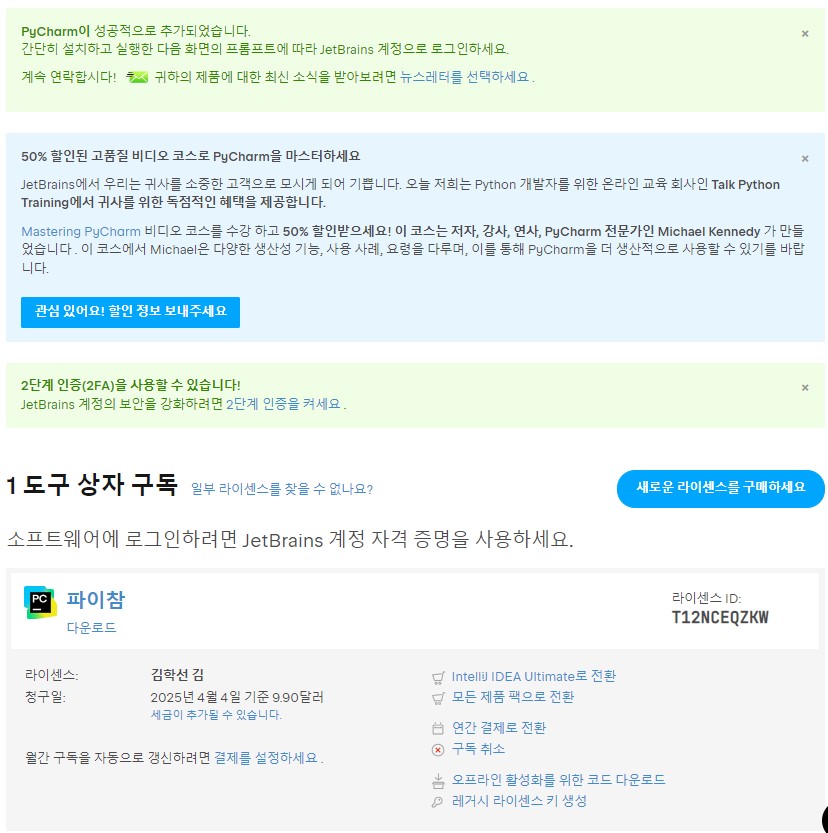 PyCharm이 성공적으로 추가되었습니다.
간단히 설치하고 실행한 다음 화면의 프롬프트에 따라 JetBrains 계정으로 로그인하세요.
계속 연락합시다! 귀하의 제품에 대한 최신 소식을 받아보려면 뉴스레터를 선택하세요 .
50% 할인된 고품질 비디오 코스로 PyCharm을 마스터하세요
JetBrains에서 우리는 귀사를 소중한 고객으로 모시게 되어 기쁩니다. 오늘 저희는 Python 개발자를 위한 온라인 교육 회사인 Talk Python
Training에서 귀사를 위한 독점적인 혜택을 제공합니다.
Mastering PyCharm 비디오 코스를 수강 하고 50% 할인받으세요! 이 코스는 저자, 강사, 연사, PyCharm 전문가인 Michael Kennedy 가 만들
었습니다 . 이 코스에서 Michael은 다양한 생산성 기능, 사용 사례, 요령을 다루며, 이를 통해 PyCharm을 더 생산적으로 사용할 수 있기를 바랍
니다.
관심 있어요! 할인 정보 보내주세요
2단계 인증(2FA)을 사용할 수 있습니다!
JetBrains 계정의 보안을 강화하려면 2단계 인증을 켜세요 .
1 도구 상자 구독 일부 라이센스를 찾을 수 없나요?
새로운 라이센스를 구매하세요
소프트웨어에 로그인하려면 JetBrains 계정 자격 증명을 사용하세요.
PC 파이참
다운로드
라이센스 ID:
T12NCEQZKW
라이센스: 김학선 김
청구일: 2025년 4월 4일 기준 9.90달러
세금이 추가될 수 있습니다.
월간 구독을 자동으로 갱신하려면 결제를 설정하세요 .
IntelliJ IDEA Ultimate로 전환
모든 제품 팩으로 전환
연간 결제로 전환
구독 취소
오프라인 활성화를 위한 코드 다운로드
레거시 라이센스 키 생성